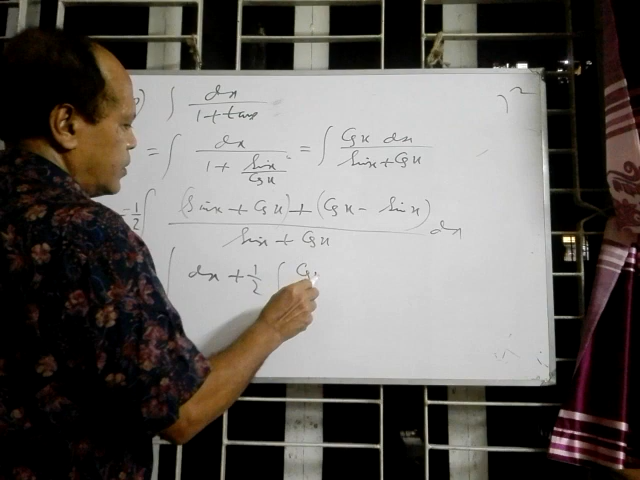 ) ∫ dx / (1 + tanx)
= ∫ dx / (1 + sinx/cosx) = ∫ cosx dx / (sinx + cosx)
1/2 ∫ ((sinx + cosx) + (cosx - sinx)) / (sinx + cosx) dx
∫ dx + 1/2 ∫